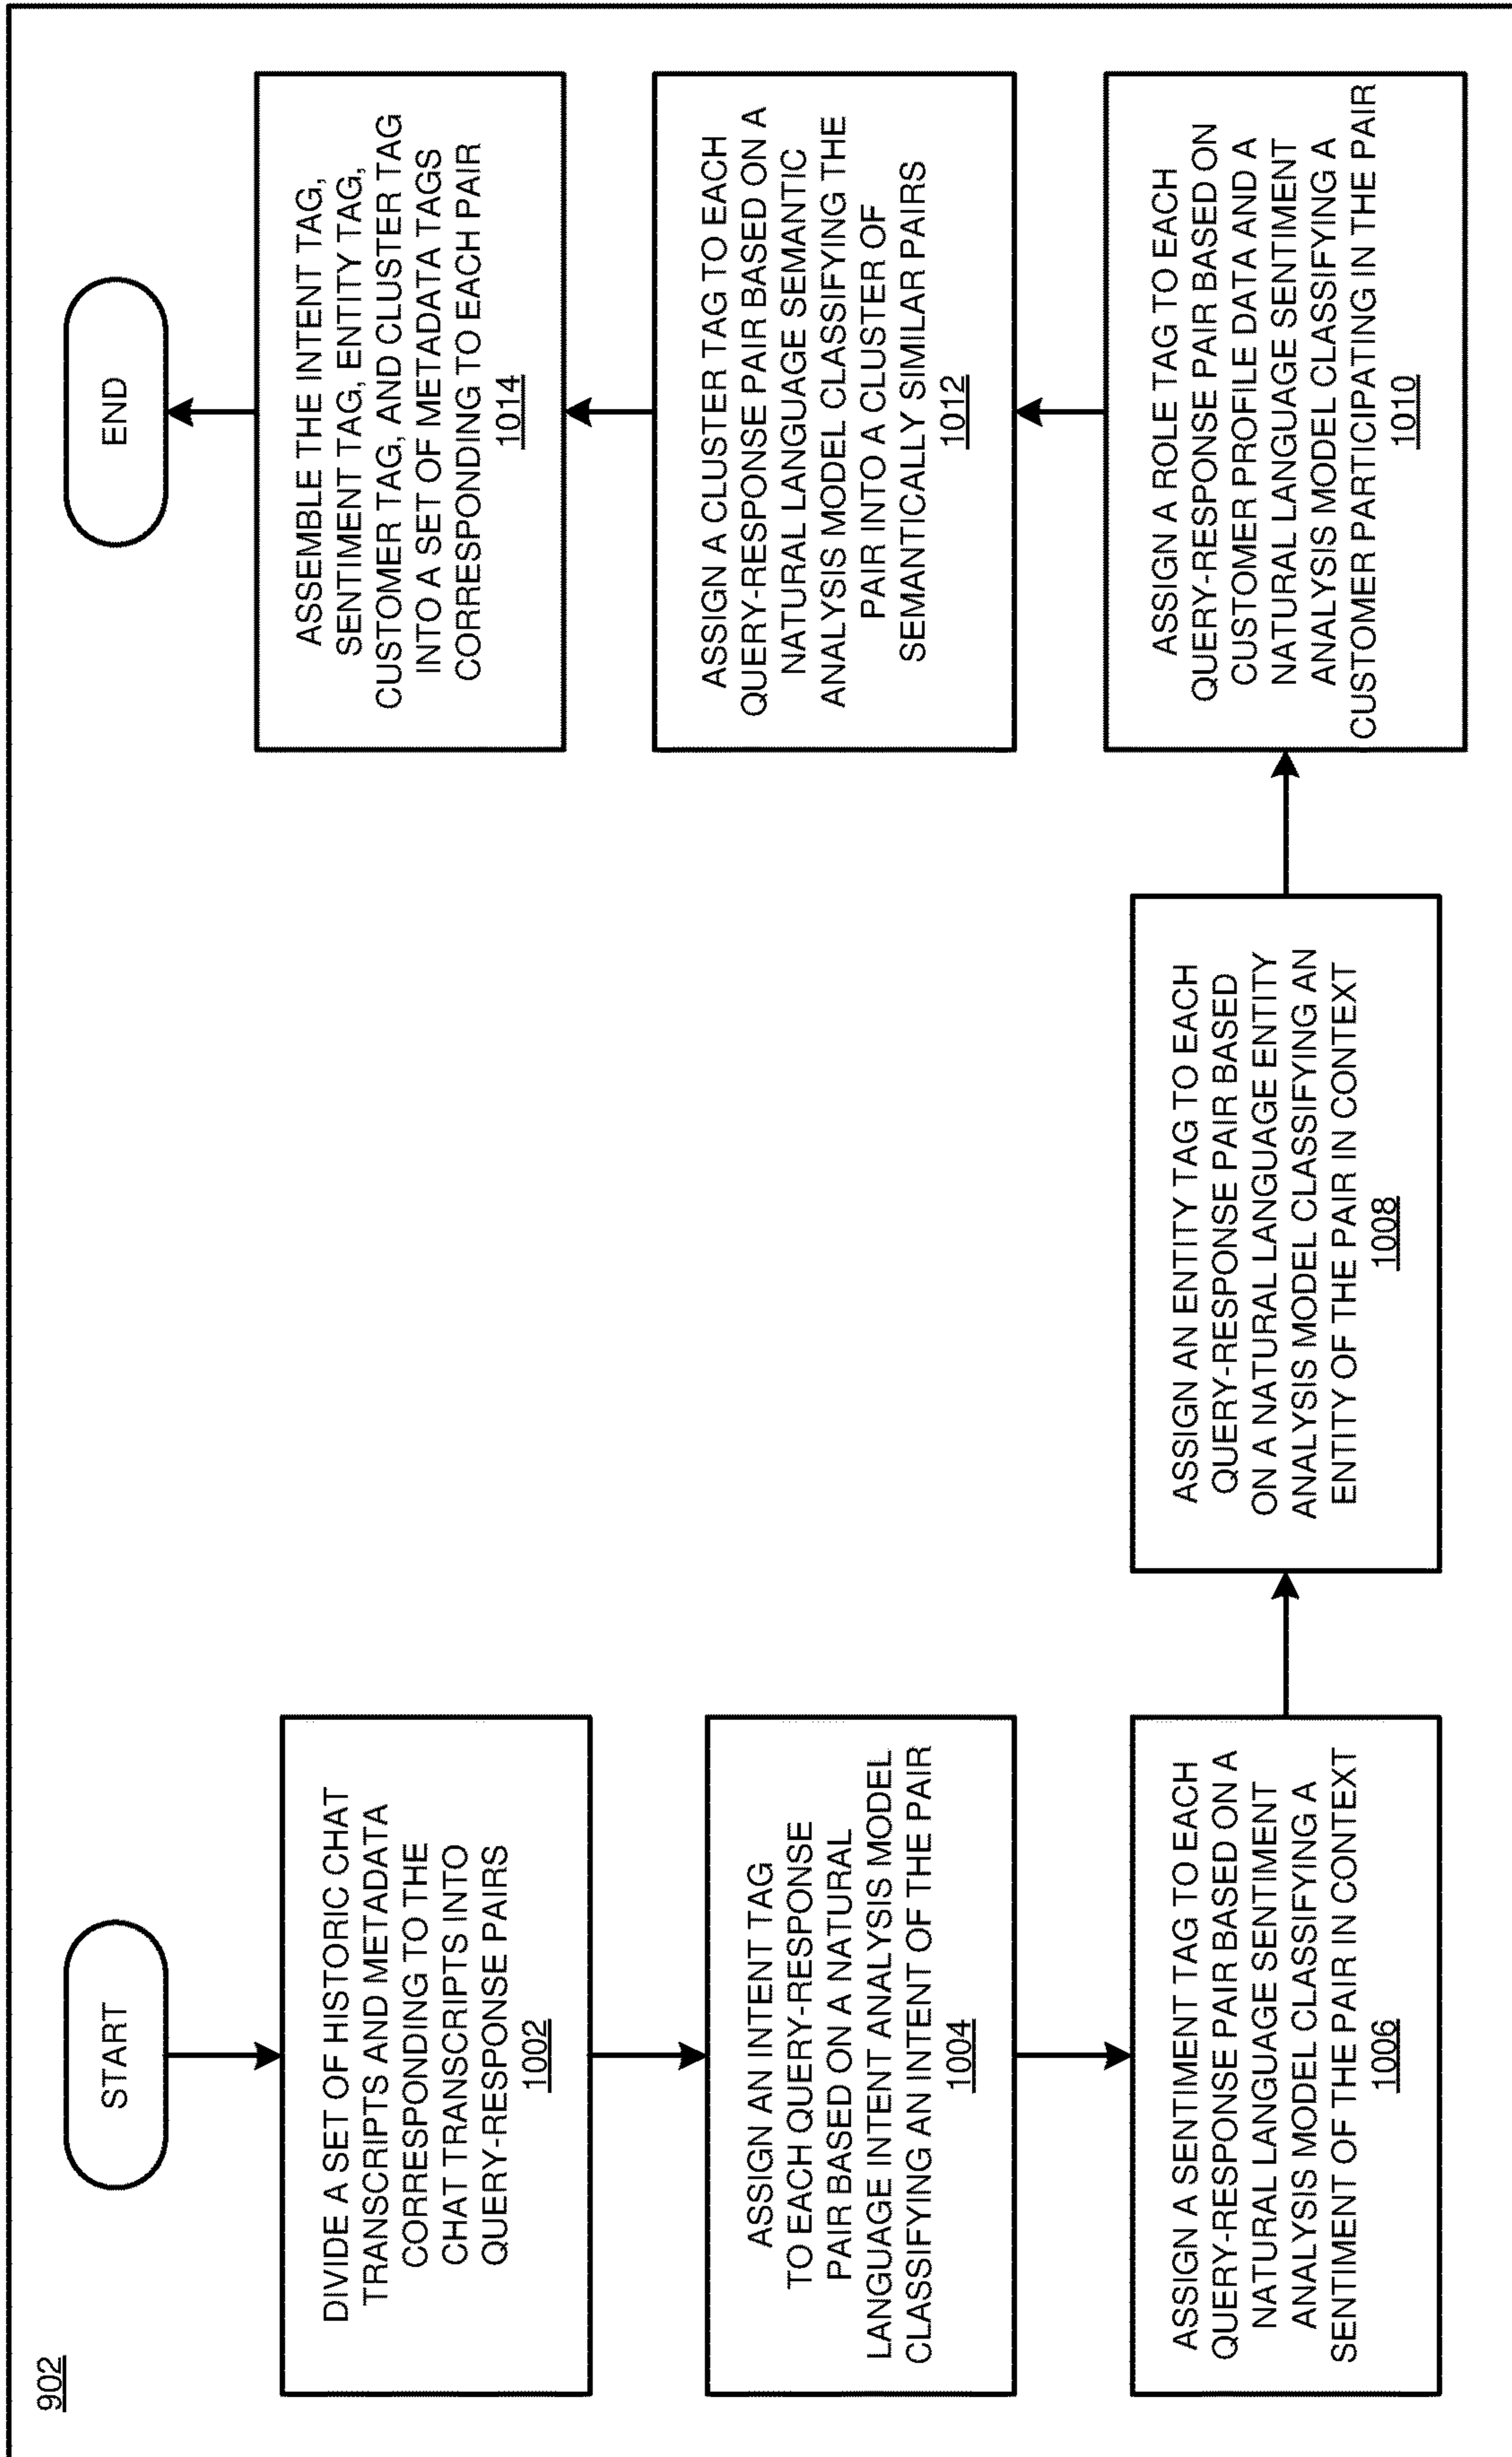 902
START
DIVIDE A SET OF HISTORIC CHAT
TRANSCRIPTS AND METADATA
CORRESPONDING TO THE
CHAT TRANSCRIPTS INTO
QUERY-RESPONSE PAIRS
1002
ASSIGN AN INTENT TAG
TO EACH QUERY-RESPONSE
PAIR BASED ON A NATURAL
LANGUAGE INTENT ANALYSIS MODEL
CLASSIFYING AN INTENT OF THE PAIR
1004
ASSIGN A SENTIMENT TAG TO EACH
QUERY-RESPONSE PAIR BASED ON A
NATURAL LANGUAGE SENTIMENT
ANALYSIS MODEL CLASSIFYING A
SENTIMENT OF THE PAIR IN CONTEXT
1006
ASSIGN AN ENTITY TAG TO EACH
QUERY-RESPONSE PAIR BASED
ON A NATURAL LANGUAGE ENTITY
ANALYSIS MODEL CLASSIFYING AN
ENTITY OF THE PAIR IN CONTEXT
1008
ASSIGN A ROLE TAG TO EACH
QUERY-RESPONSE PAIR BASED ON
CUSTOMER PROFILE DATA AND A
NATURAL LANGUAGE SENTIMENT
ANALYSIS MODEL CLASSIFYING A
CUSTOMER PARTICIPATING IN THE PAIR
1010
ASSIGN A CLUSTER TAG TO EACH
QUERY-RESPONSE PAIR BASED ON A
NATURAL LANGUAGE SEMANTIC
ANALYSIS MODEL CLASSIFYING THE
PAIR INTO A CLUSTER OF
SEMANTICALLY SIMILAR PAIRS
1012
ASSEMBLE THE INTENT TAG,
SENTIMENT TAG, ENTITY TAG,
CUSTOMER TAG, AND CLUSTER TAG
INTO A SET OF METADATA TAGS
CORRESPONDING TO EACH PAIR
1014
END